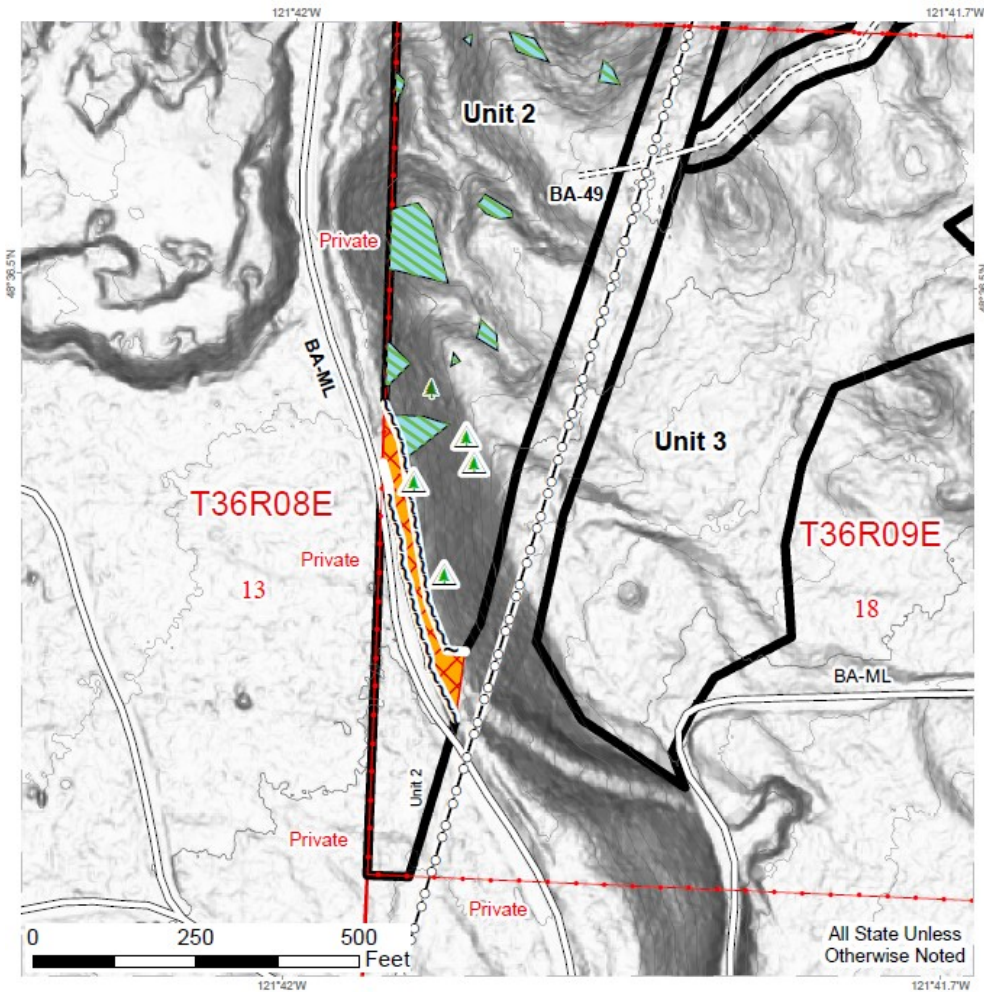 121°42'W
121°41.7'W
Unit 2
BA-49
Private
48°36.5'N
48°36.5'N
BA-ML
Unit 3
T36R08E
T36R09E
Private
13
18
BA-ML
Unit 2
Private
Private
0 250 500
Feet
All State Unless
Otherwise Noted
121°42'W
121°41.7'W